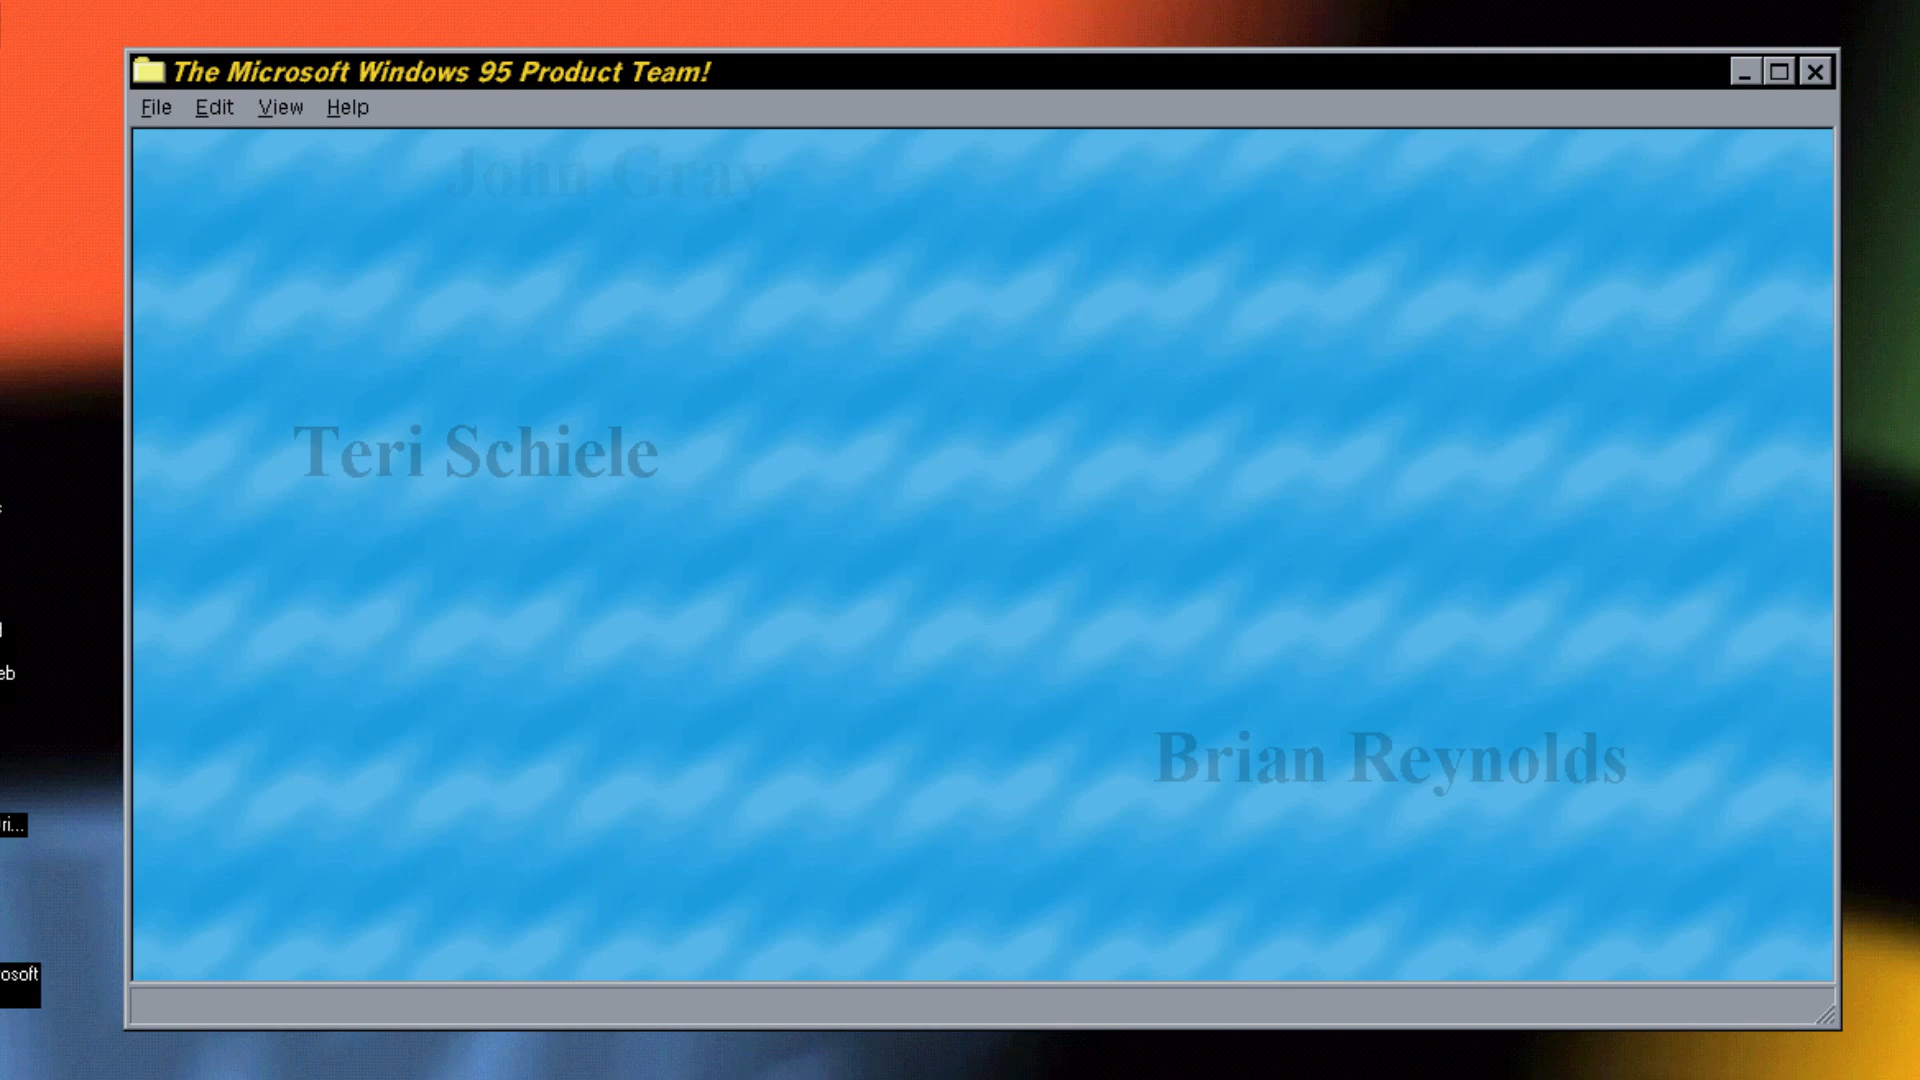 The Microsoft Windows 95 Product Team!
File Edit View Help
John Gray
Teri Schiele
Brian Reynolds
eb
ri...
osoft